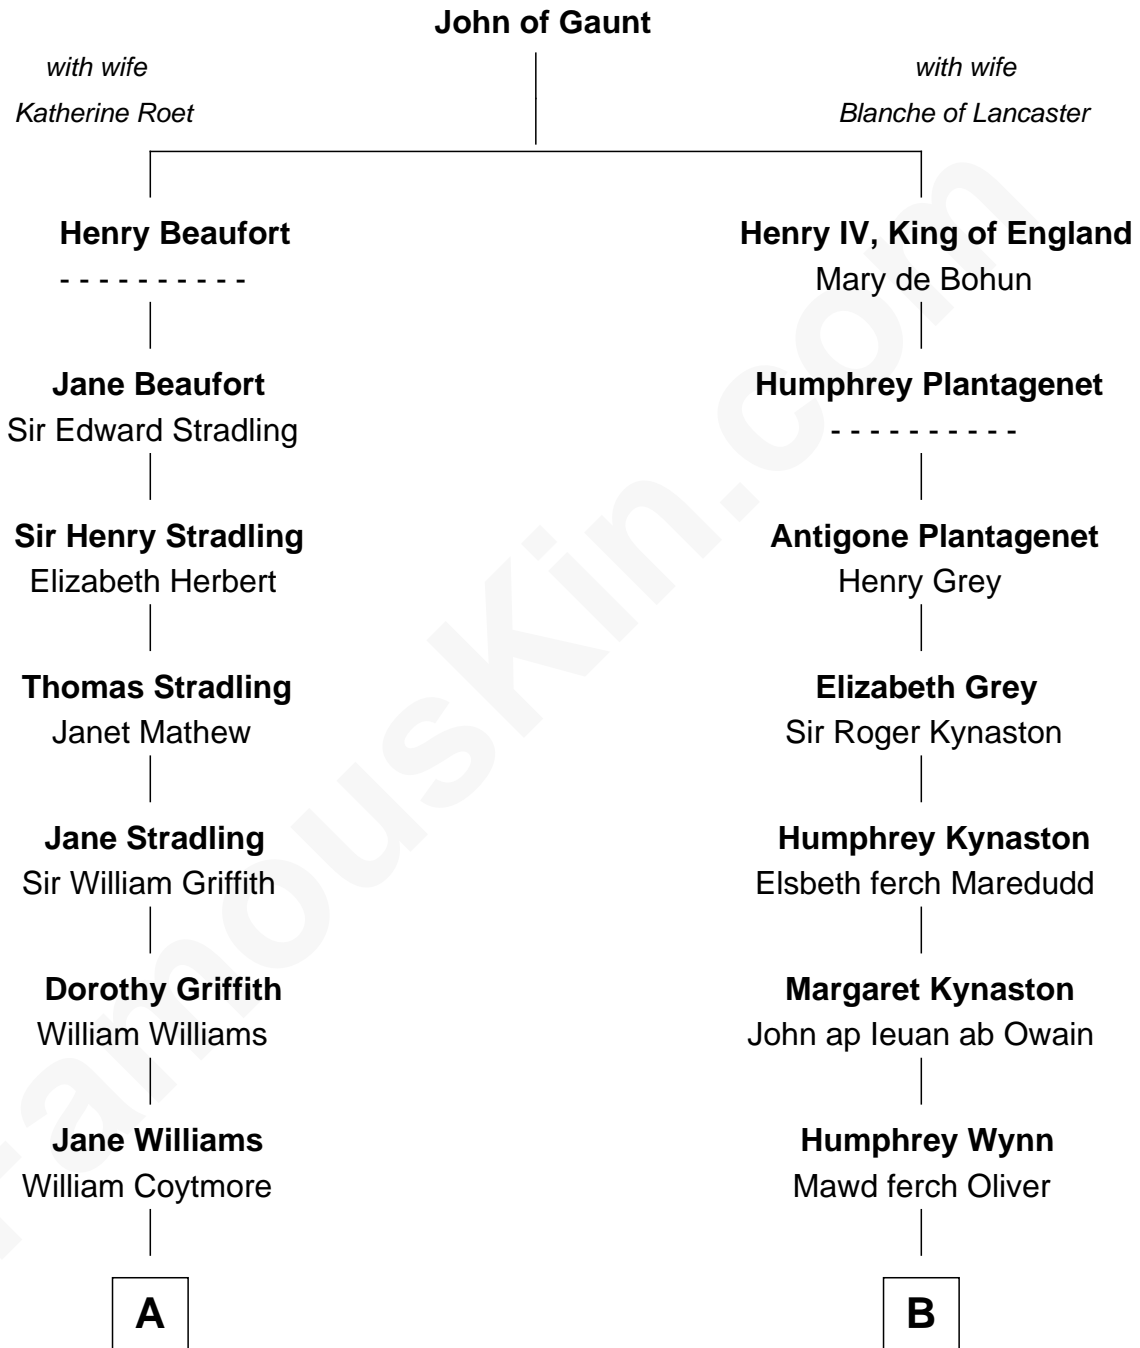 John of Gaunt
with wife
Katherine Roet
with wife
Blanche of Lancaster
Henry Beaufort
- - - - - - - - - -
Jane Beaufort
Sir Edward Stradling
Sir Henry Stradling
Elizabeth Herbert
Thomas Stradling
Janet Mathew
Jane Stradling
Sir William Griffith
Dorothy Griffith
William Williams
Jane Williams
William Coytmore
A
Henry IV, King of England
Mary de Bohun
Humphrey Plantagenet
- - - - - - - - - -
Antigone Plantagenet
Henry Grey
Elizabeth Grey
Sir Roger Kynaston
Humphrey Kynaston
Elsbeth ferch Maredudd
Margaret Kynaston
John ap Ieuan ab Owain
Humphrey Wynn
Mawd ferch Oliver
B
FamousKin.com